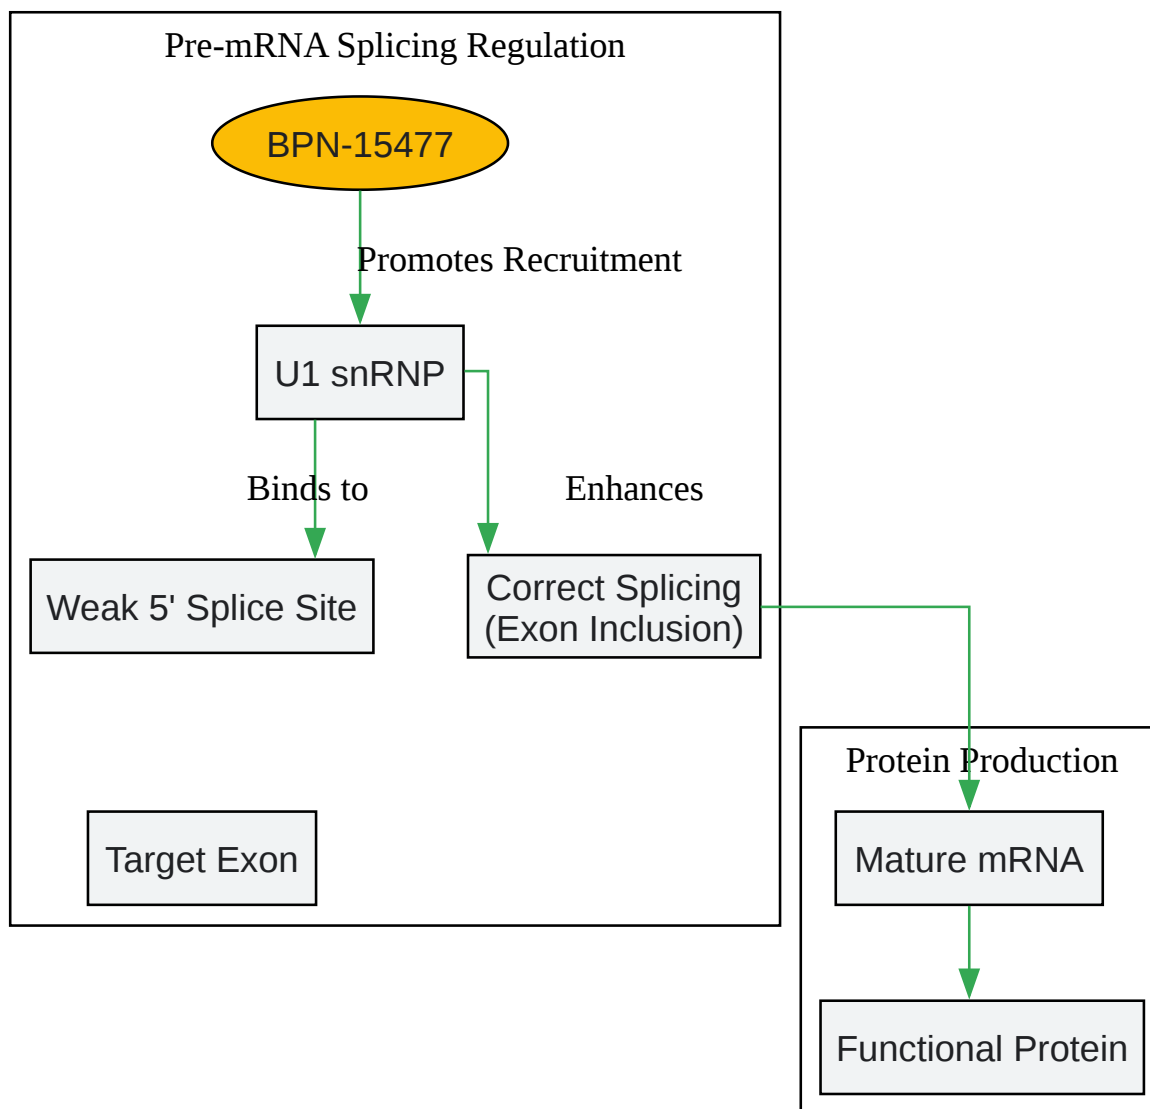 Pre-mRNA Splicing Regulation
BPN-15477
Promotes Recruitment
U1 snRNP
Binds to
Enhances
Weak 5' Splice Site
Correct Splicing
(Exon Inclusion)
Protein Production
Target Exon
Mature mRNA
Functional Protein